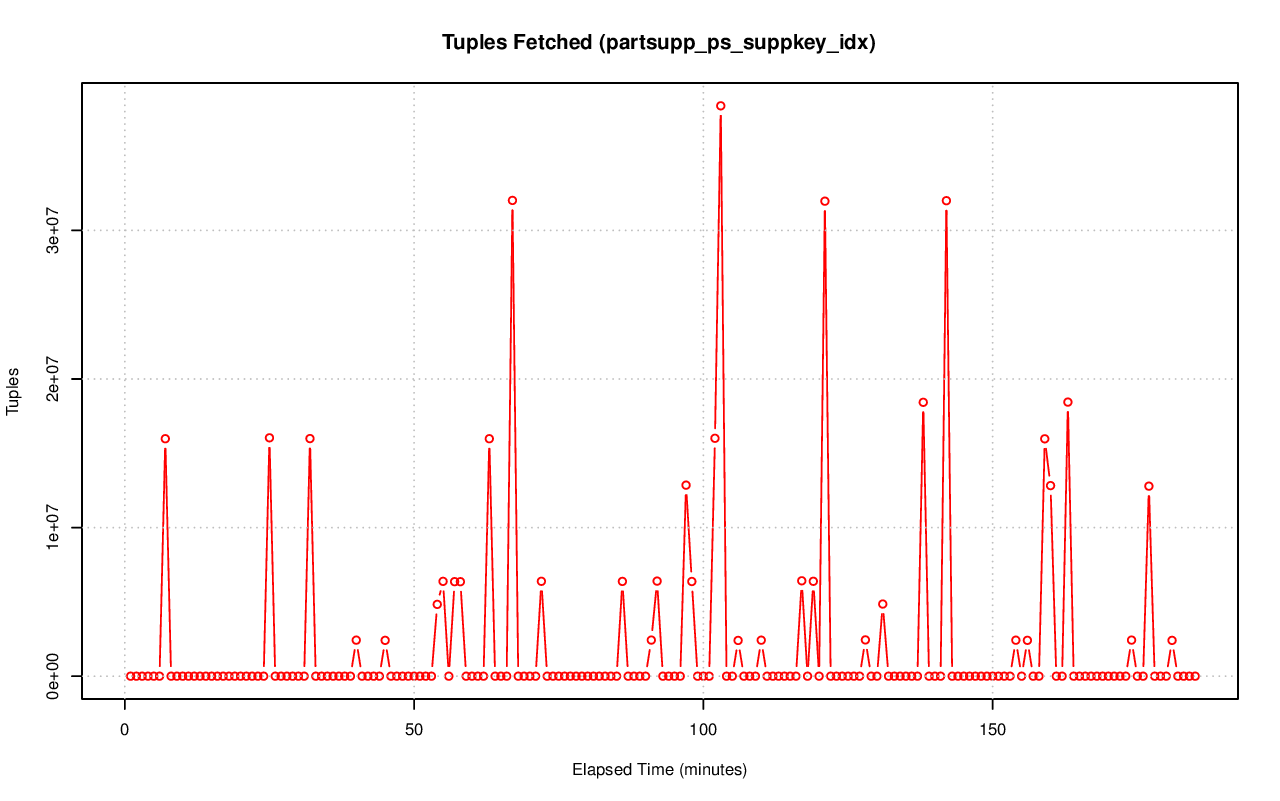 Tuples Fetched (partsupp_ps_suppkey_idx)
Tuples
3e+07
2e+07
1e+07
0e+00
0 50 100 150
Elapsed Time (minutes)